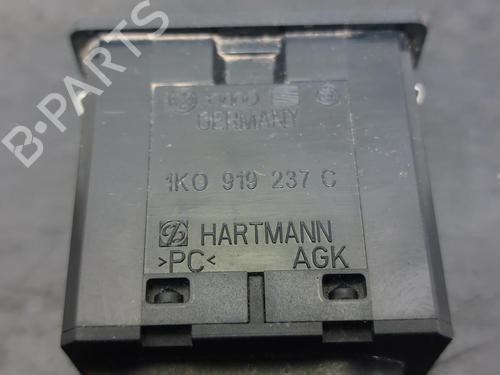 B-PARTS
GERMANY
1K0 919 237 C
HARTMANN
>PC< AGK